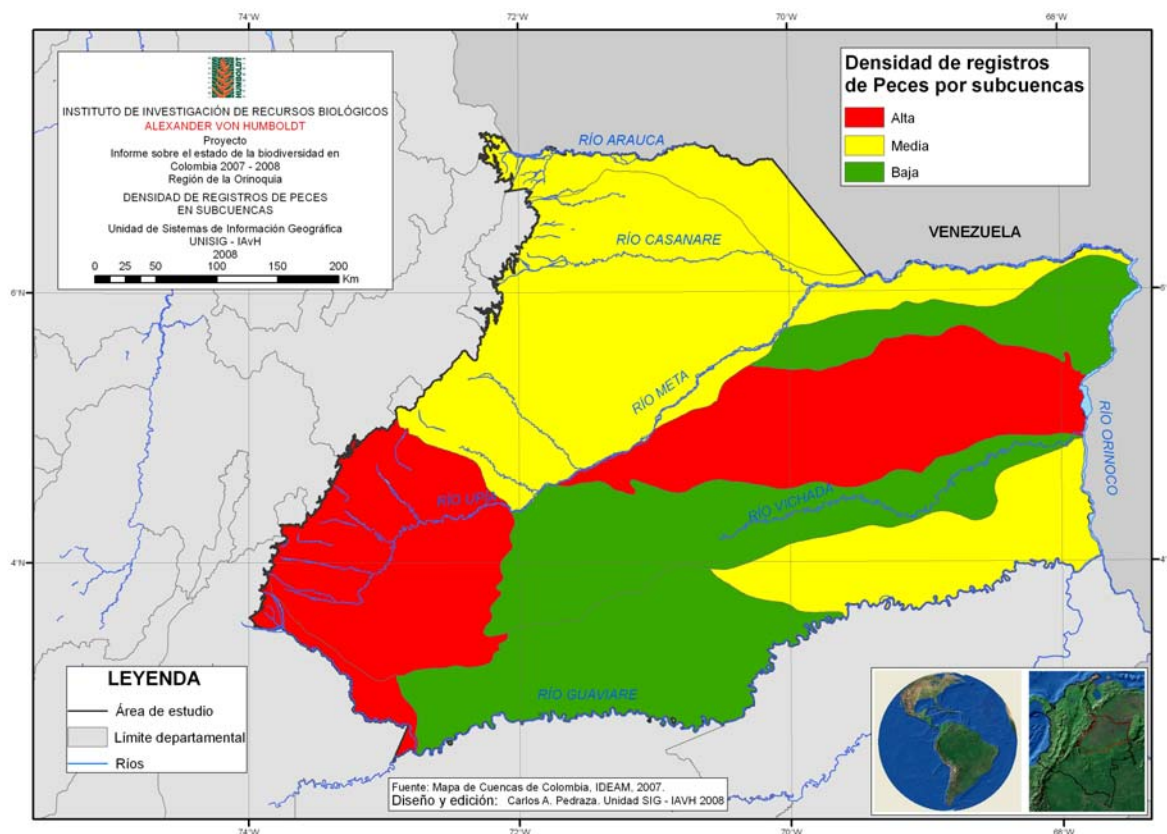 74°W
72°W
70°W
68°W
HUMBOLDT
INSTITUTO DE INVESTIGACIÓN DE RECURSOS BIOLÓGICOS
ALEXANDER VON HUMBOLDT
Proyecto
Informe sobre el estado de la biodiversidad en
Colombia 2007 - 2008
Región de la Orinoquia
DENSIDAD DE REGISTROS DE PECES
EN SUBCUENCAS
Unidad de Sistemas de Información Geográfica
UNISIG - IAvH
2008
0 25 50 100 150 200
Km
Densidad de registros
de Peces por subcuencas
Alta
Media
Baja
RÍO ARAUCA
RÍO CASANARE
VENEZUELA
6°N
RÍO META
RÍO ORINOCO
RÍO UPÍA
RÍO VICHADA
4°N
4°N
RÍO GUAVIARE
LEYENDA
Área de estudio
Límite departamental
Ríos
Fuente: Mapa de Cuencas de Colombia, IDEAM, 2007.
Diseño y edición: Carlos A. Pedraza. Unidad SIG - IAVH 2008
74°W
72°W
70°W
68°W